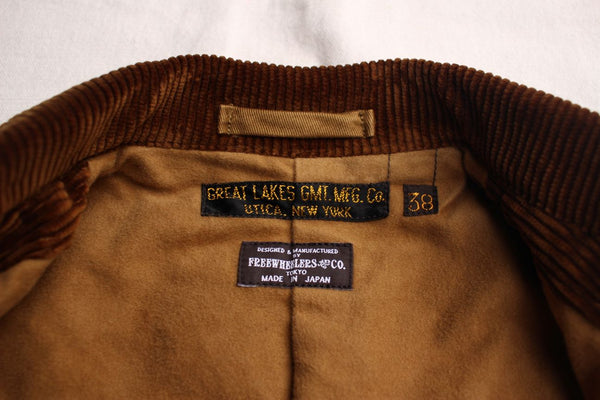 GREAT LAKES GMT. MFG. Co.
UTICA, NEW YORK
38
DESIGNED & MANUFACTURED
BY
FREEWHEELERS AND CO.
TOKYO
MADE IN JAPAN